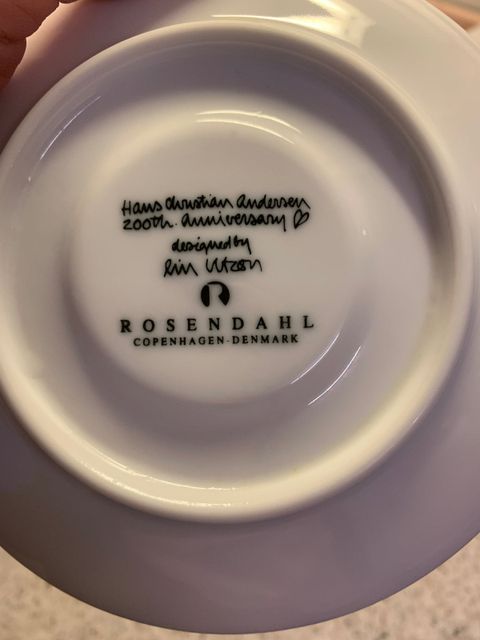 Hans Christian Andersen
200th. anniversary ♡
designed by
lin Utzon
ROSENDAHL
COPENHAGEN-DENMARK